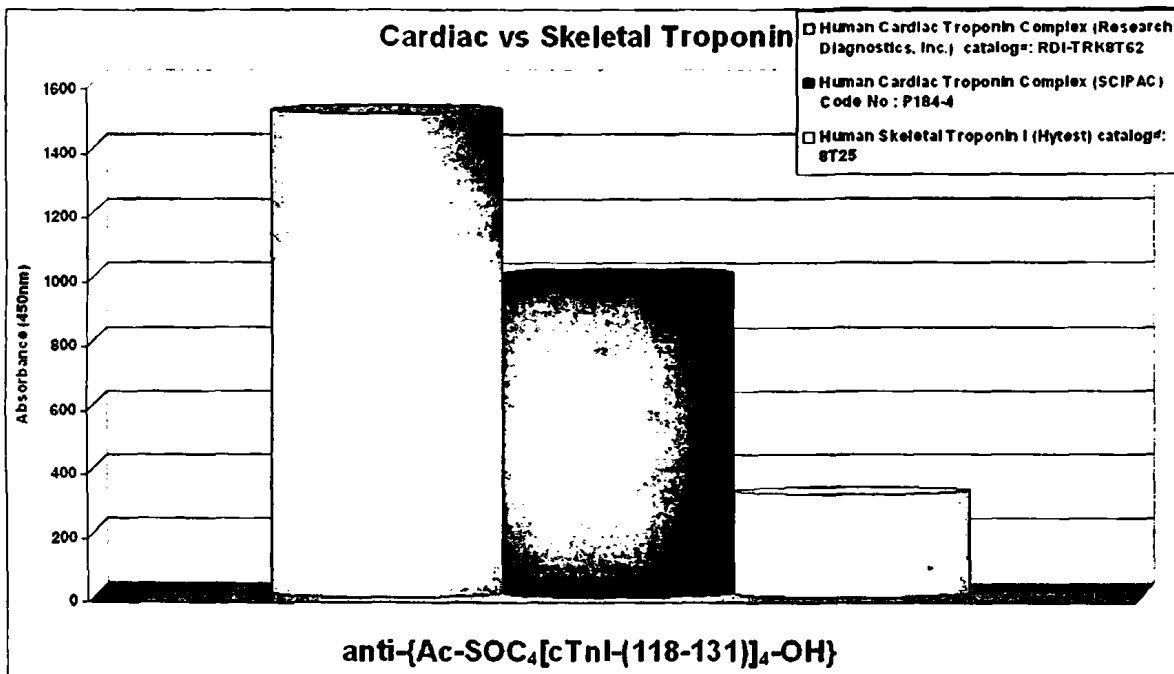 Cardiac vs Skeletal Troponin
Human Cardiac Troponin Complex (Research
Diagnostics, Inc.) catalog#: RDI-TRK8T62
Human Cardiac Troponin Complex (SCIPAC)
Code No : P184-4
Human Skeletal Troponin I (Hytest) catalog#:
8T25
1600
1400
1200
1000
800
600
400
200
0
Absorbance (450nm)
anti-{Ac-SOC₄[cTnI-(118-131)]₄-OH}